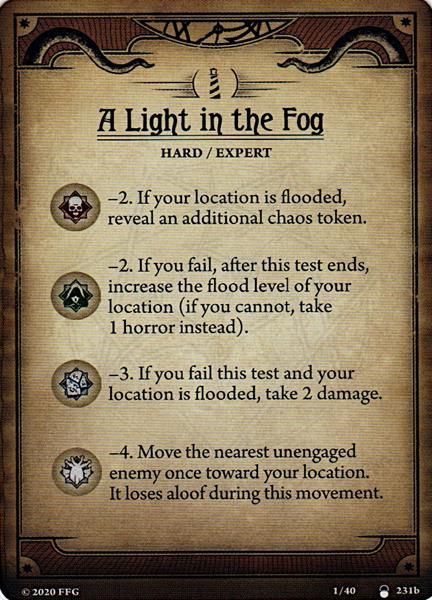 A Light in the Fog
HARD / EXPERT
–2. If your location is flooded,
reveal an additional chaos token.
–2. If you fail, after this test ends,
increase the flood level of your
location (if you cannot, take
1 horror instead).
–3. If you fail this test and your
location is flooded, take 2 damage.
–4. Move the nearest unengaged
enemy once toward your location.
It loses aloof during this movement.
© 2020 FFG 1/40 231b